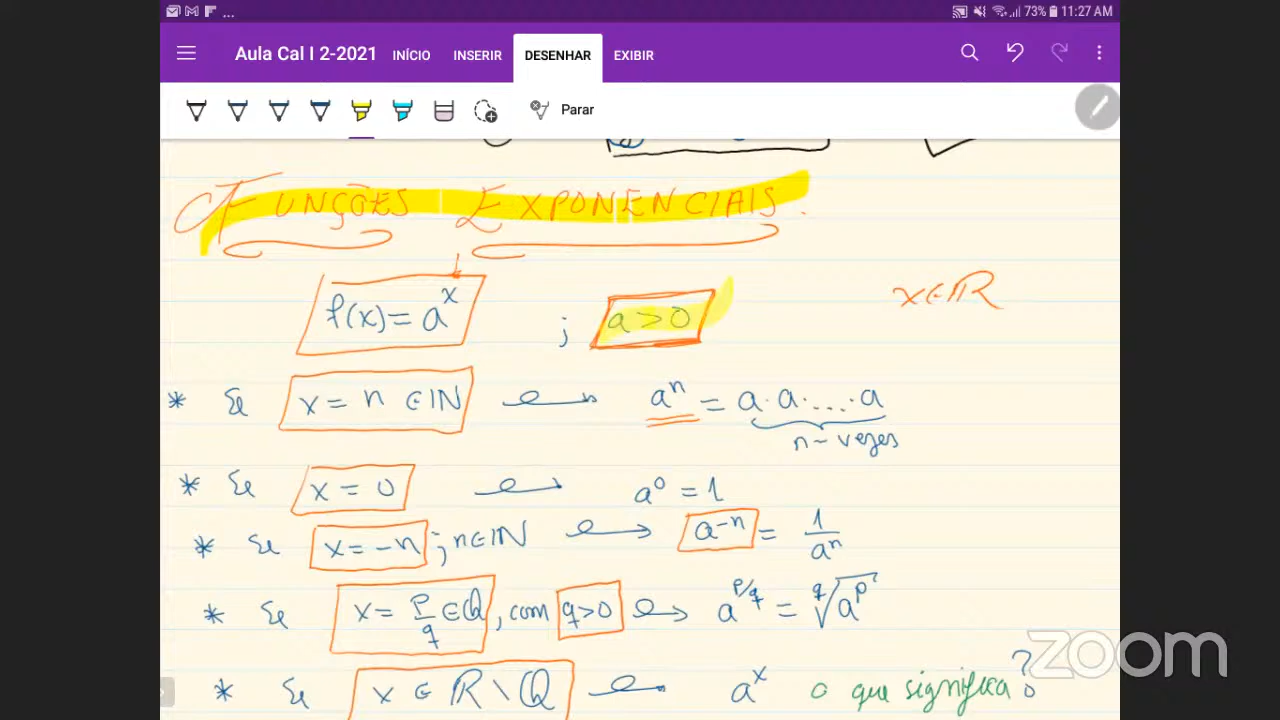 ... 73% 11:27 AM
Aula Cal I 2-2021 INÍCIO INSERIR DESENHAR EXIBIR
Parar
FUNÇÕES EXPONENCIAIS.
f(x) = a^x ; a > 0 x ∈ ℝ
* Se x = n ∈ ℕ → a^n = a · a · .... · a
n-vezes
* Se x = 0 → a^0 = 1
* Se x = -n ; n ∈ ℕ → a^-n = 1/a^n
* Se x = p/q ∈ ℚ, com q > 0 → a^p/q = ^q√a^p
* Se x ∈ ℝ \ ℚ → a^x o que significa?
zoom